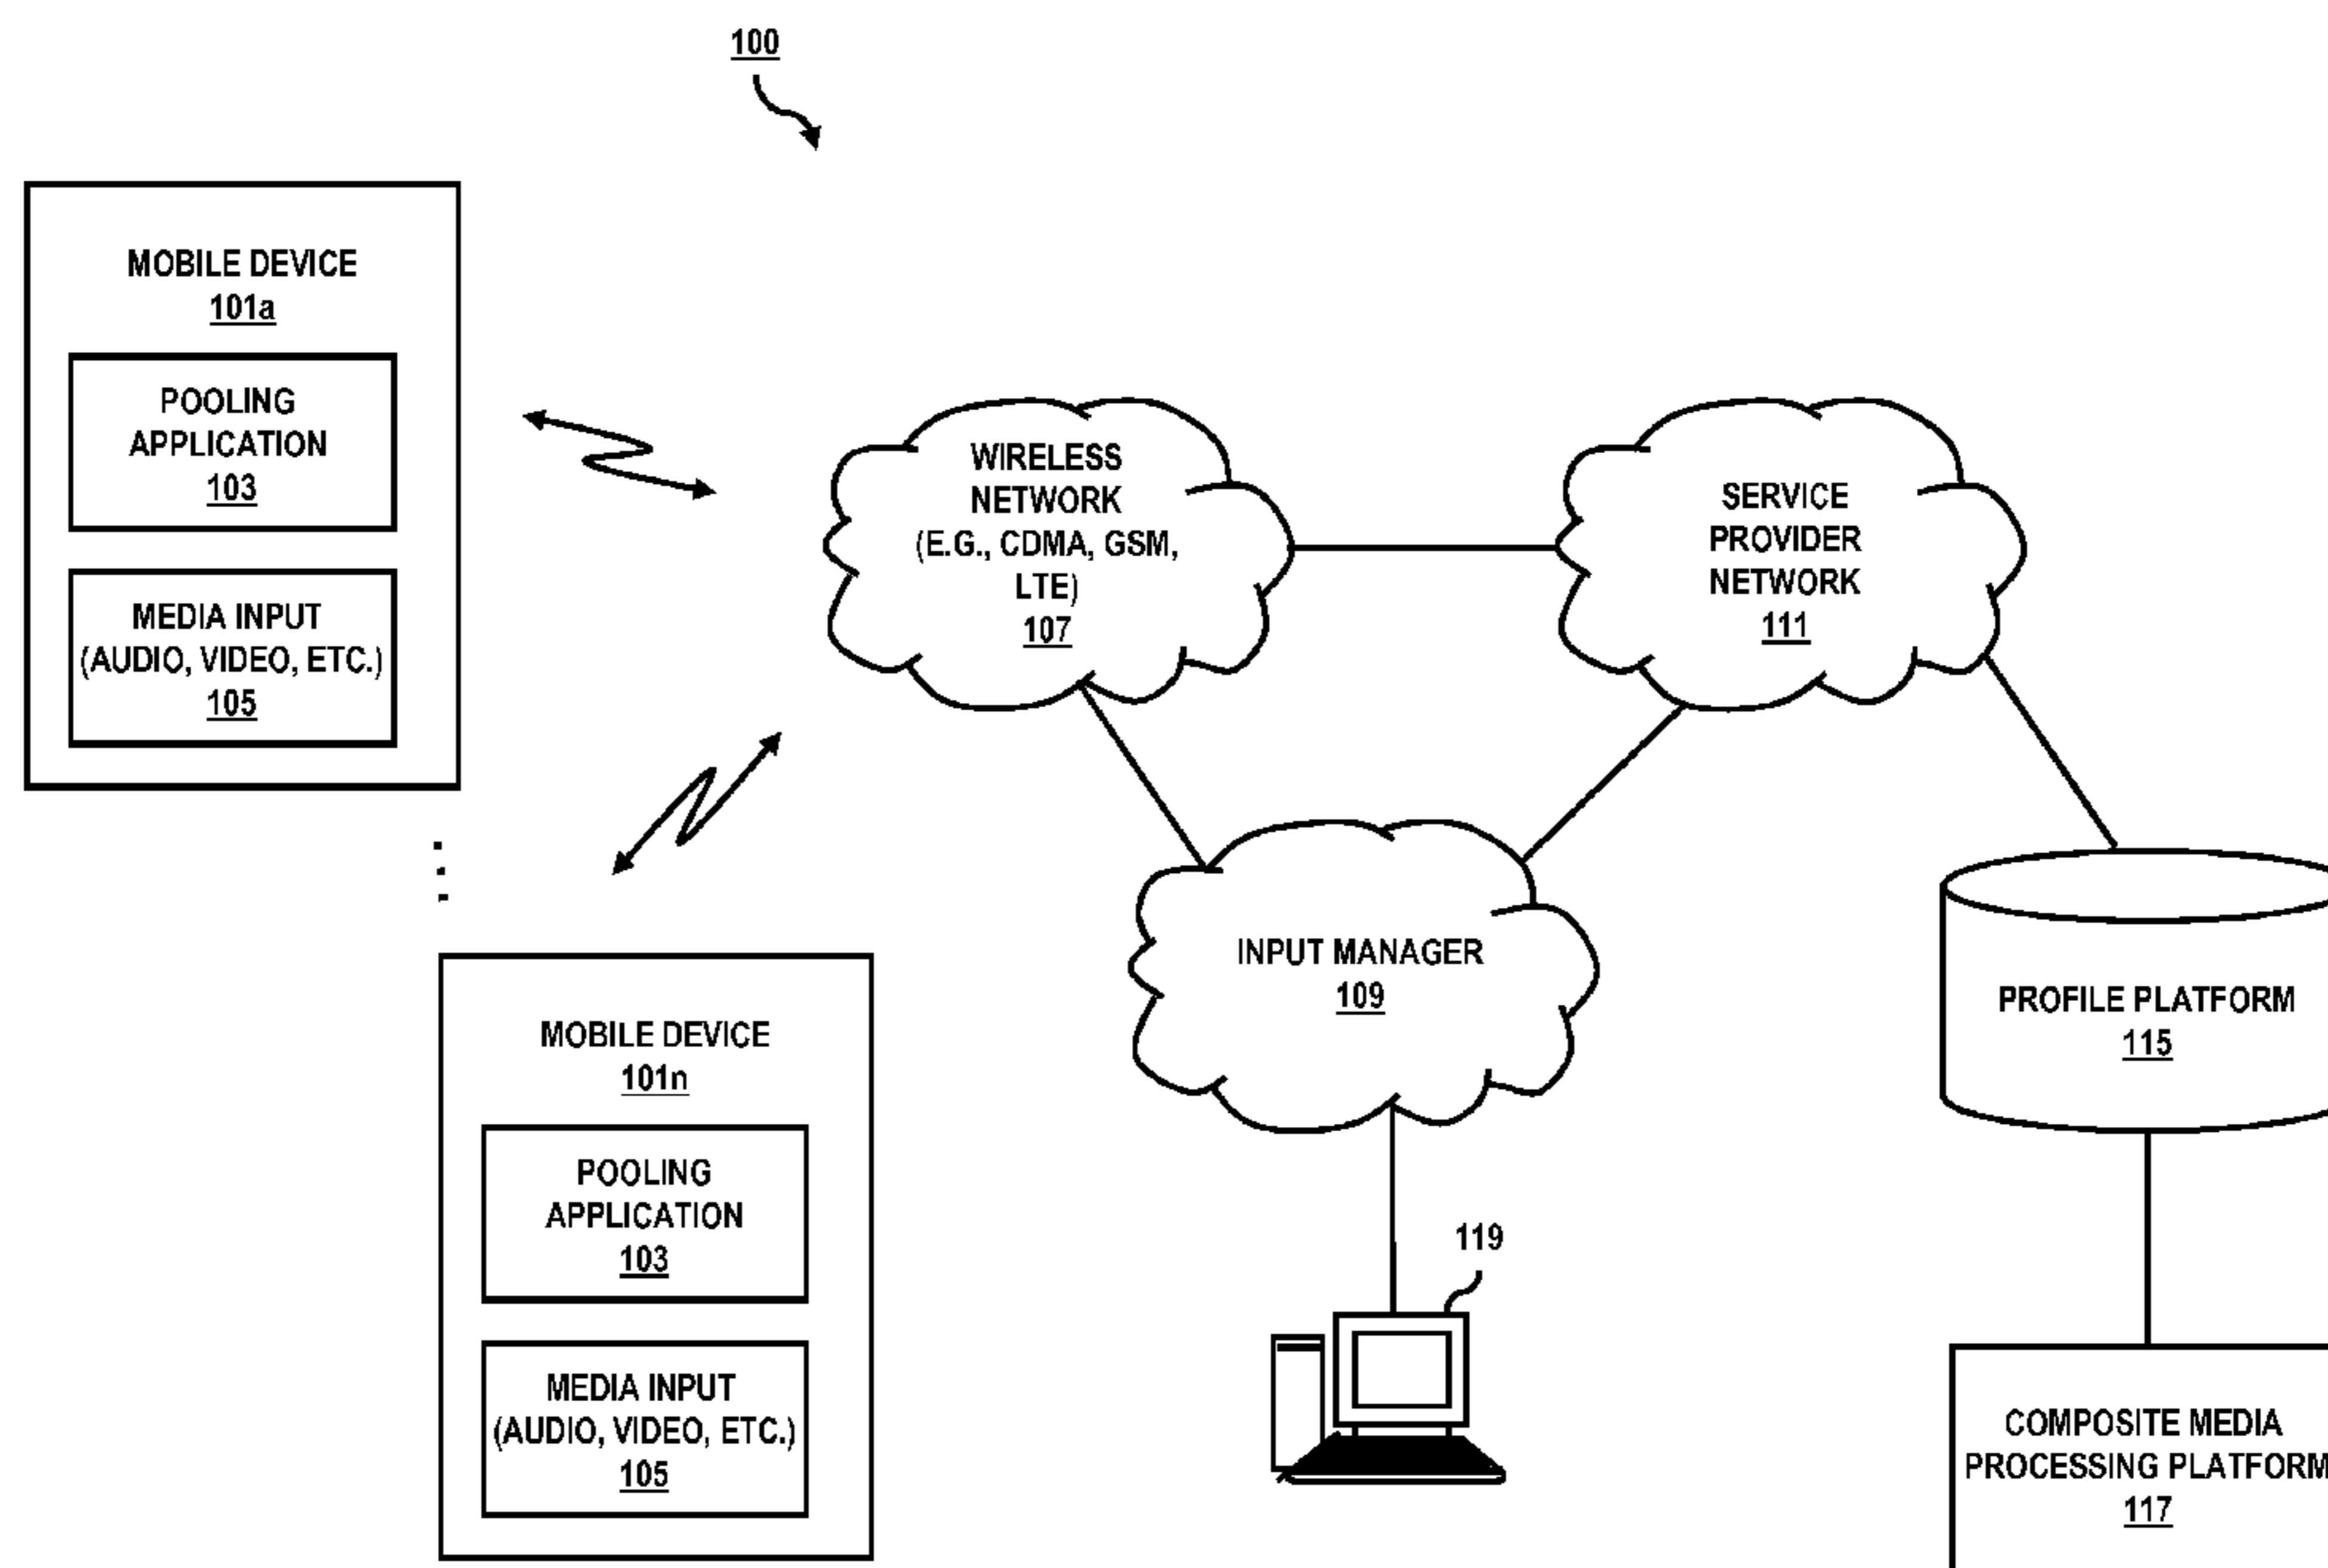 100
MOBILE DEVICE
101a
POOLING
APPLICATION
103
MEDIA INPUT
(AUDIO, VIDEO, ETC.)
105
WIRELESS
NETWORK
(E.G., CDMA, GSM,
LTE)
107
SERVICE
PROVIDER
NETWORK
111
INPUT MANAGER
109
PROFILE PLATFORM
115
MOBILE DEVICE
101n
POOLING
APPLICATION
103
MEDIA INPUT
(AUDIO, VIDEO, ETC.)
105
119
COMPOSITE MEDIA
PROCESSING PLATFORM
117